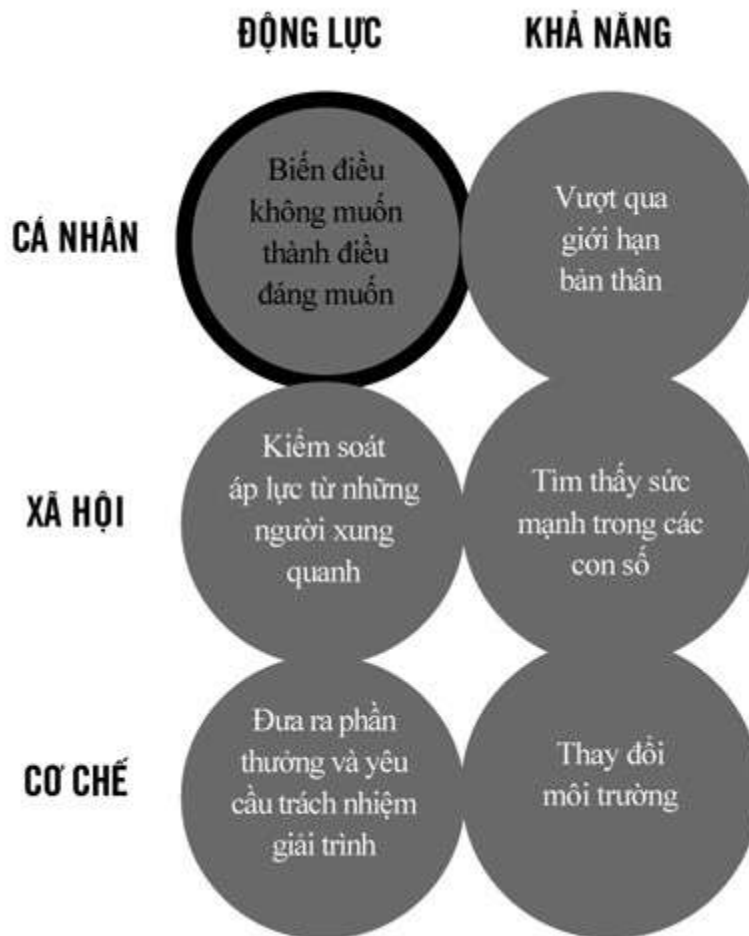 ĐỘNG LỰC
KHẢ NĂNG
CÁ NHÂN
Biến điều
không muốn
thành điều
đáng muốn
Vượt qua
giới hạn
bản thân
XÃ HỘI
Kiểm soát
áp lực từ những
người xung
quanh
Tìm thấy sức
mạnh trong các
con số
CƠ CHẾ
Đưa ra phần
thưởng và yêu
cầu trách nhiệm
giải trình
Thay đổi
môi trường